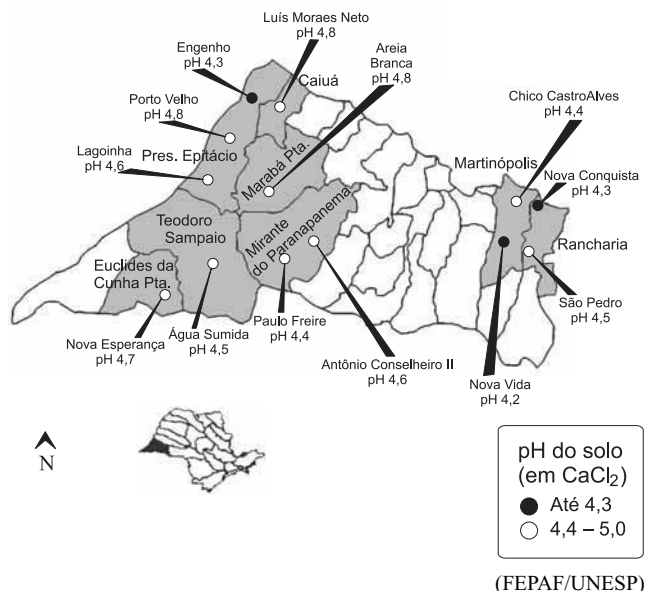 Luís Moraes Neto
pH 4,8
Engenho
pH 4,3
Areia
Branca
pH 4,8
Caiuá
Porto Velho
pH 4,8
Chico CastroAlves
pH 4,4
Lagoinha
pH 4,6
Pres. Epitácio
Marabá Pta.
Martinópolis
Nova Conquista
pH 4,3
Teodoro
Sampaio
Mirante
do Paranapanema
Rancharia
Euclides da
Cunha Pta.
São Pedro
pH 4,5
Nova Esperança
pH 4,7
Água Sumida
pH 4,5
Paulo Freire
pH 4,4
Antônio Conselheiro II
pH 4,6
Nova Vida
pH 4,2
N
pH do solo
(em CaCl₂)
Até 4,3
4,4 – 5,0
(FEPAF/UNESP)